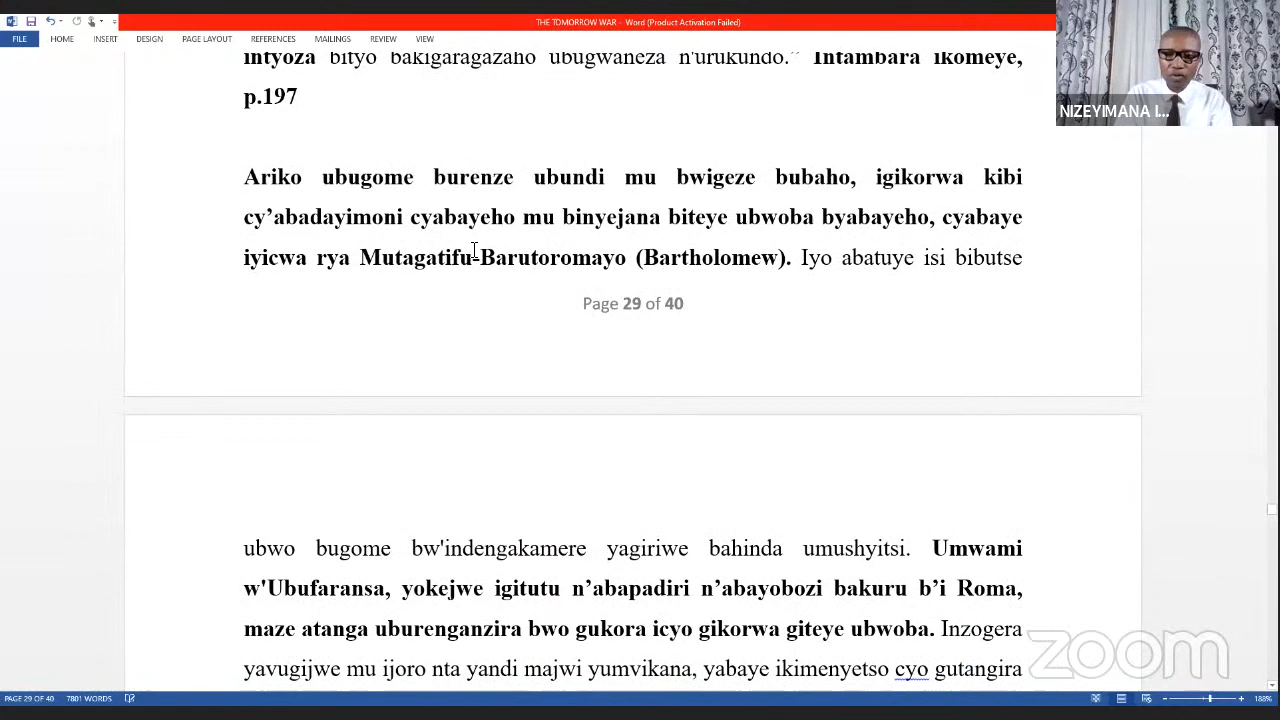 THE TOMORROW WAR - Word (Product Activation Failed)
FILE HOME INSERT DESIGN PAGE LAYOUT REFERENCES MAILINGS REVIEW VIEW
NIZEYIMANA I...
intyoza bityo bakigaragazaho ubugwaneza n'urukundo.” Intambara ikomeye,
p.197
Ariko ubugome burenze ubundi mu bwigeze bubaho, igikorwa kibi
cy’abadayimoni cyabayeho mu binyejana biteye ubwoba byabayeho, cyabaye
iyicwa rya Mutagatifu-Barutoromayo (Bartholomew). Iyo abatuye isi bibutse
Page 29 of 40
ubwo bugome bw'indengakamere yagiriwe bahinda umushyitsi. Umwami
w'Ubufaransa, yokejwe igitutu n’abapadiri n’abayobozi bakuru b’i Roma,
maze atanga uburenganzira bwo gukora icyo gikorwa giteye ubwoba. Inzogera
yavugijwe mu ijoro nta yandi majwi yumvikana, yabaye ikimenyetso cyo gutangira
zoom
PAGE 29 OF 40 7801 WORDS
188%